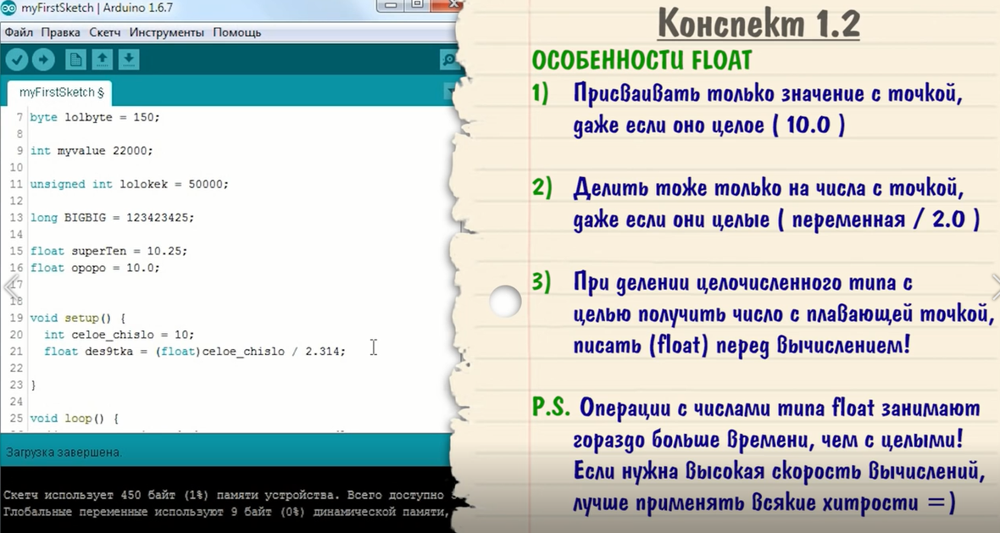 myFirstSketch | Arduino 1.6.7
Файл Правка Скетч Инструменты Помощь
myFirstSketch §
7 byte lolbyte = 150;
8
9 int myvalue 22000;
10
11 unsigned int lolokek = 50000;
12
13 long BIGBIG = 123423425;
14
15 float superTen = 10.25;
16 float opopo = 10.0;
17
18
19 void setup() {
20 int celoe_chislo = 10;
21 float des9tka = (float)celoe_chislo / 2.314;
22
23 }
24
25 void loop() {
Загрузка завершена.
Скетч использует 450 байт (1%) памяти устройства. Всего доступно
Глобальные переменные используют 9 байт (0%) динамической памяти,
Конспект 1.2
ОСОБЕННОСТИ FLOAT
1) Присваивать только значение с точкой,
даже если оно целое ( 10.0 )
2) Делить тоже только на числа с точкой,
даже если они целые ( переменная / 2.0 )
3) При делении целочисленного типа с
целью получить число с плавающей точкой,
писать (float) перед вычислением!
P.S. Операции с числами типа float занимают
гораздо больше времени, чем с целыми!
Если нужна высокая скорость вычислений,
лучше применять всякие хитрости =)